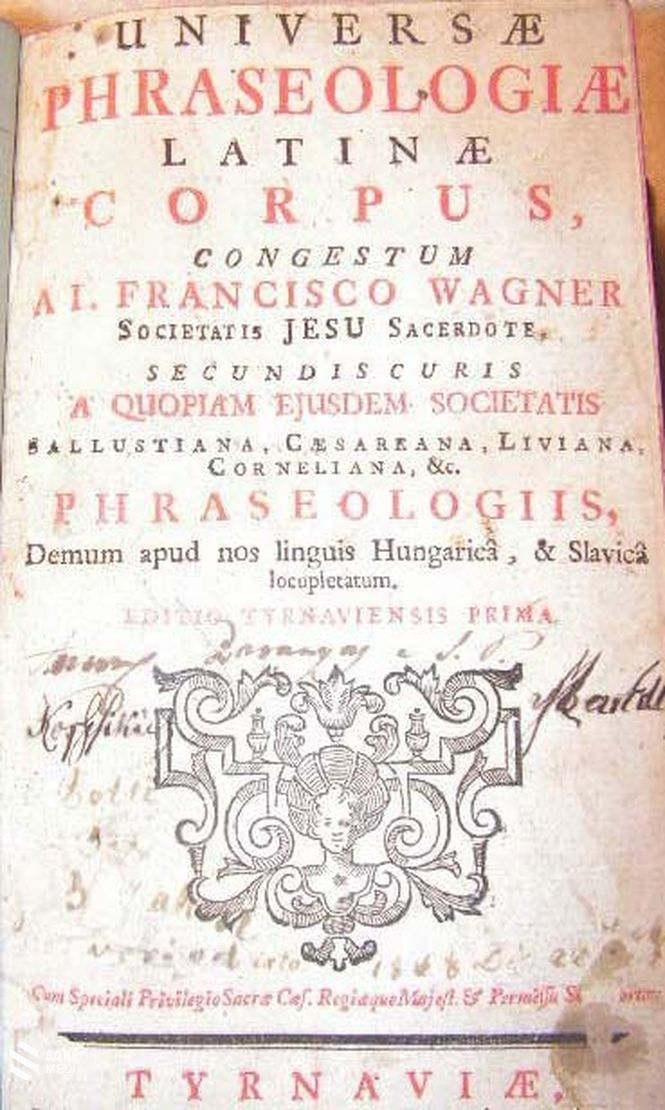 UNIVERSÆ
PHRASEOLOGIÆ
LATINÆ
CORPUS,
CONGESTUM
A I. FRANCISCO WAGNER
SOCIETATIS JESU SACERDOTE,
SECUNDIS CURIS
A QUOPIAM EJUSDEM SOCIETATIS
SALLUSTIANA, CÆSAREANA, LIVIANA,
CORNELIANA, &c.
PHRASEOLOGIIS,
Demum apud nos linguis Hungaricâ, & Slavicâ
locupletatum.
EDITIO TYRNAVIENSIS PRIMA.
Cum Speciali Privilegio Sacræ Cæs. Regiæque Majest. & Permissu
TYRNAVIÆ,